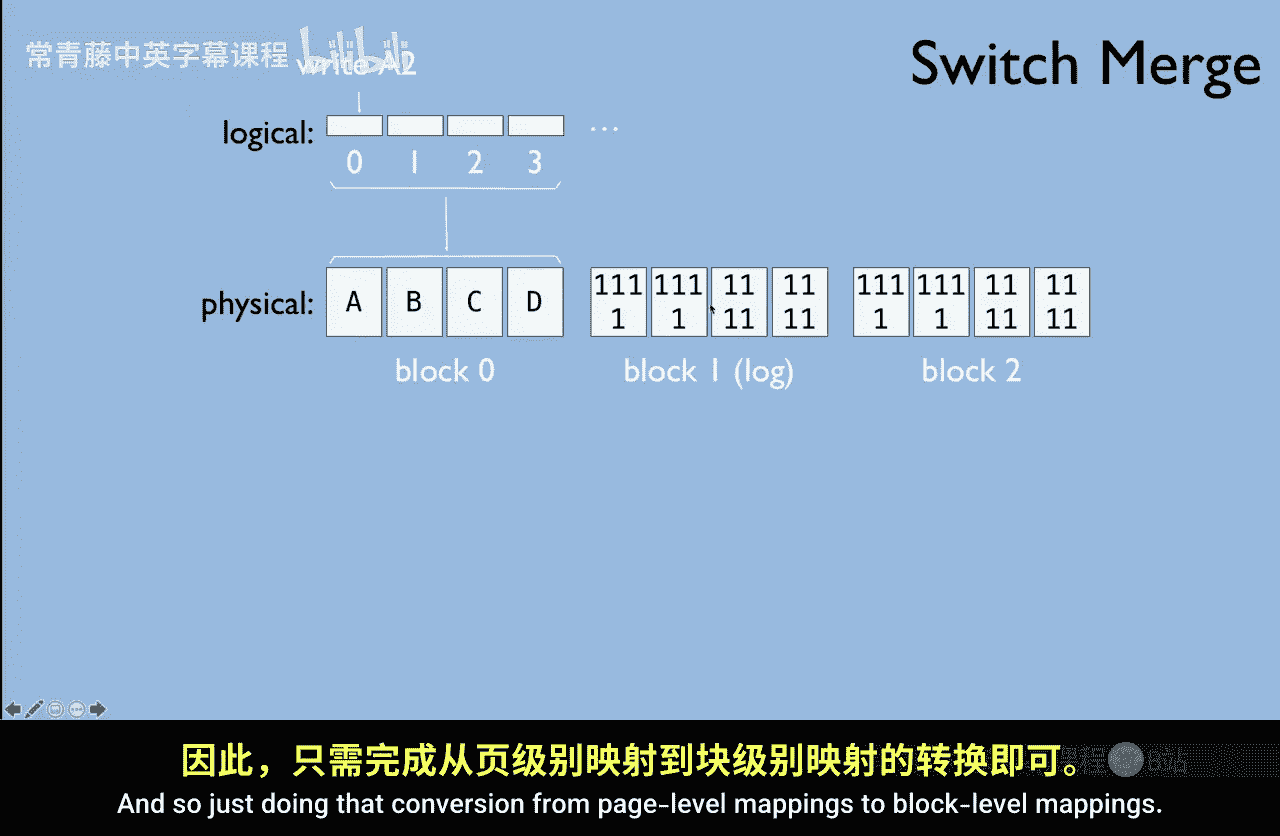 常青藤中英字幕课程 bilibili
write A2
Switch Merge
logical:
...
0 1 2 3
physical:
A B C D 111 111 11 11 111 111 11 11
1 1 11 11 1 1 11 11
block 0 block 1 (log) block 2
因此，只需完成从页级别映射到块级别映射的转换即可。
And so just doing that conversion from page-level mappings to block-level mappings.